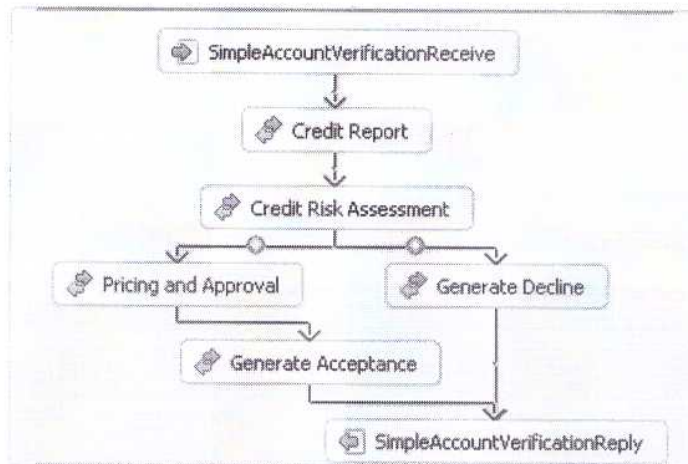 SimpleAccountVerificationReceive
Credit Report
Credit Risk Assessment
Pricing and Approval
Generate Decline
Generate Acceptance
SimpleAccountVerificationReply